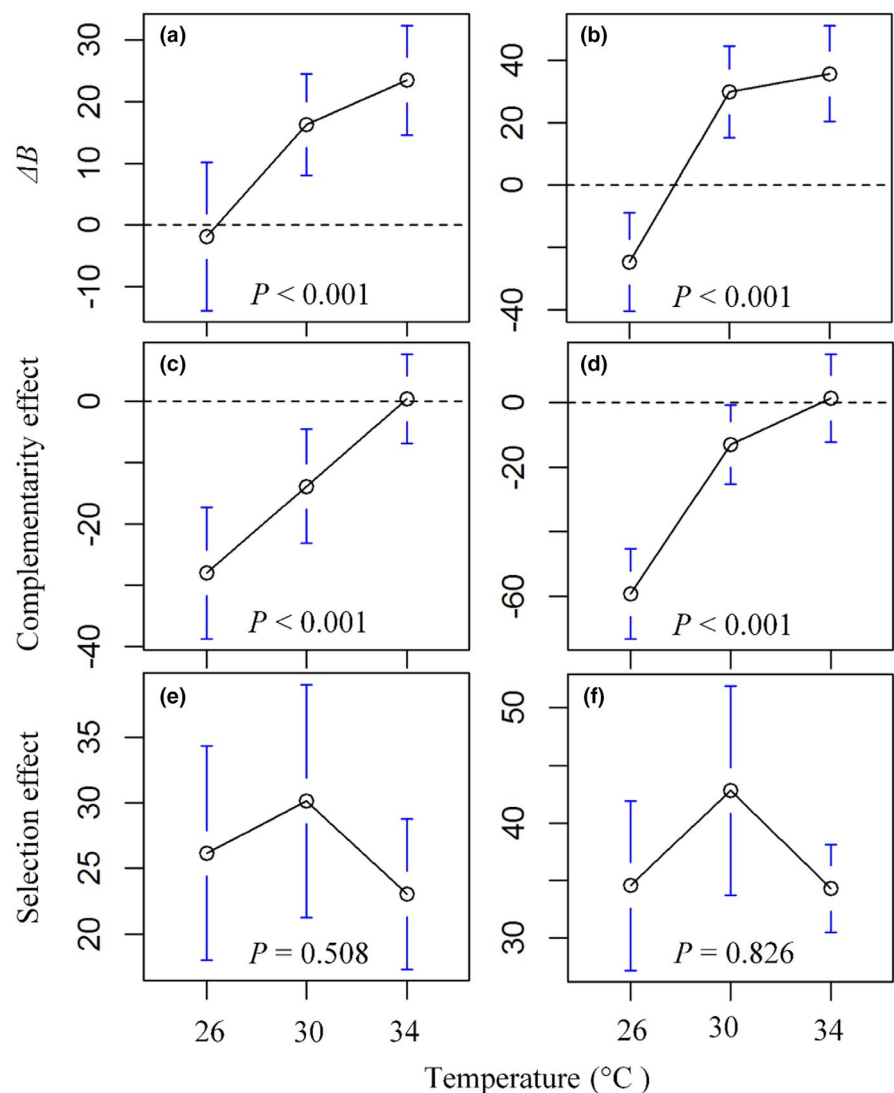 (a)
(b)
ΔB
30
20
10
0
-10
P < 0.001
40
20
0
-40
P < 0.001
(c)
(d)
Complementarity effect
0
-20
-40
P < 0.001
0
-20
-60
P < 0.001
(e)
(f)
Selection effect
35
30
25
20
P = 0.508
50
40
30
P = 0.826
26 30 34
26 30 34
Temperature (°C )